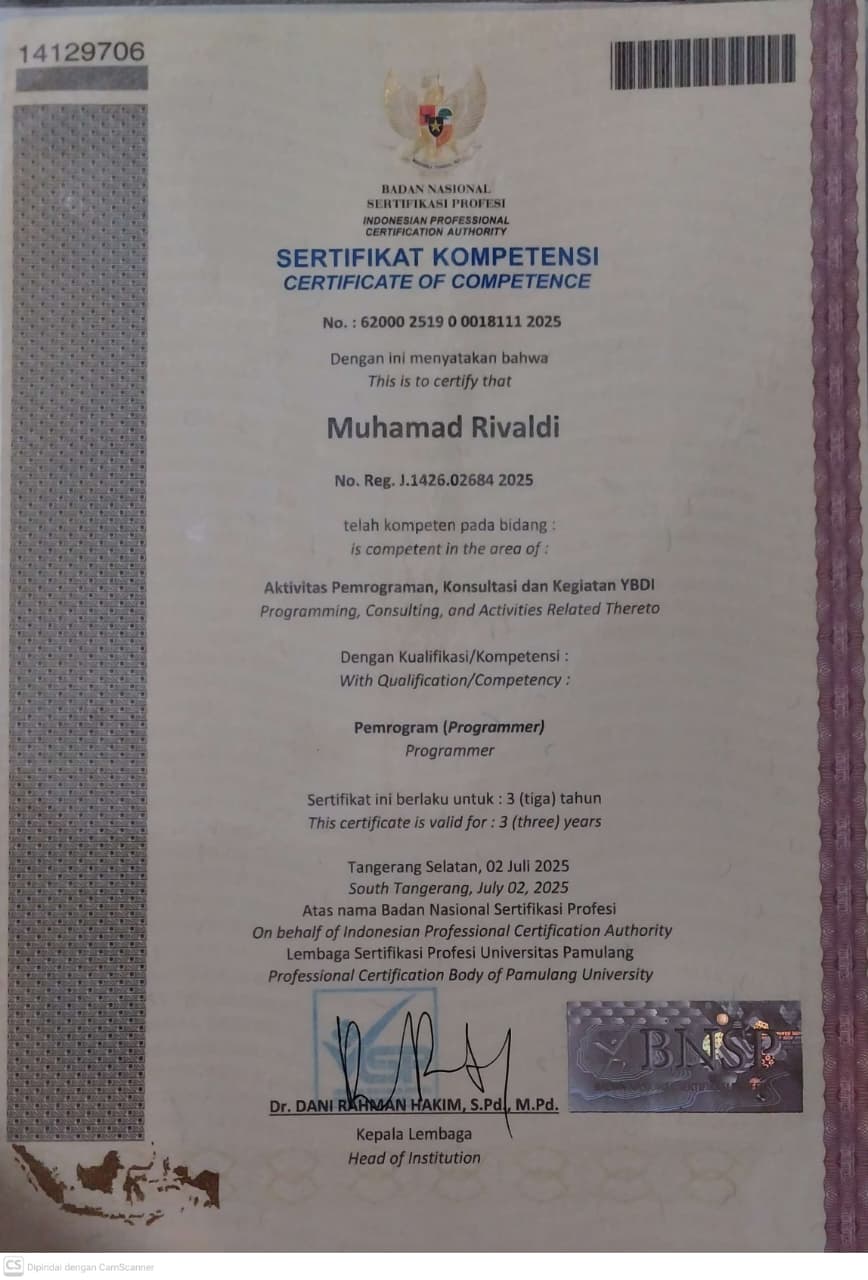 14129706
BADAN NASIONAL
SERTIFIKASI PROFESI
INDONESIAN PROFESSIONAL
CERTIFICATION AUTHORITY
SERTIFIKAT KOMPETENSI
CERTIFICATE OF COMPETENCE
No. : 62000 2519 0 0018111 2025
Dengan ini menyatakan bahwa
This is to certify that
Muhamad Rivaldi
No. Reg. J.1426.02684 2025
telah kompeten pada bidang :
is competent in the area of :
Aktivitas Pemrograman, Konsultasi dan Kegiatan YBDI
Programming, Consulting, and Activities Related Thereto
Dengan Kualifikasi/Kompetensi :
With Qualification/Competency :
Pemrogram (Programmer)
Programmer
Sertifikat ini berlaku untuk : 3 (tiga) tahun
This certificate is valid for : 3 (three) years
Tangerang Selatan, 02 Juli 2025
South Tangerang, July 02, 2025
Atas nama Badan Nasional Sertifikasi Profesi
On behalf of Indonesian Professional Certification Authority
Lembaga Sertifikasi Profesi Universitas Pamulang
Professional Certification Body of Pamulang University
BNSP
Dr. DANI RAHMAN HAKIM, S.Pd., M.Pd.
Kepala Lembaga
Head of Institution
CS Dipindai dengan CamScanner